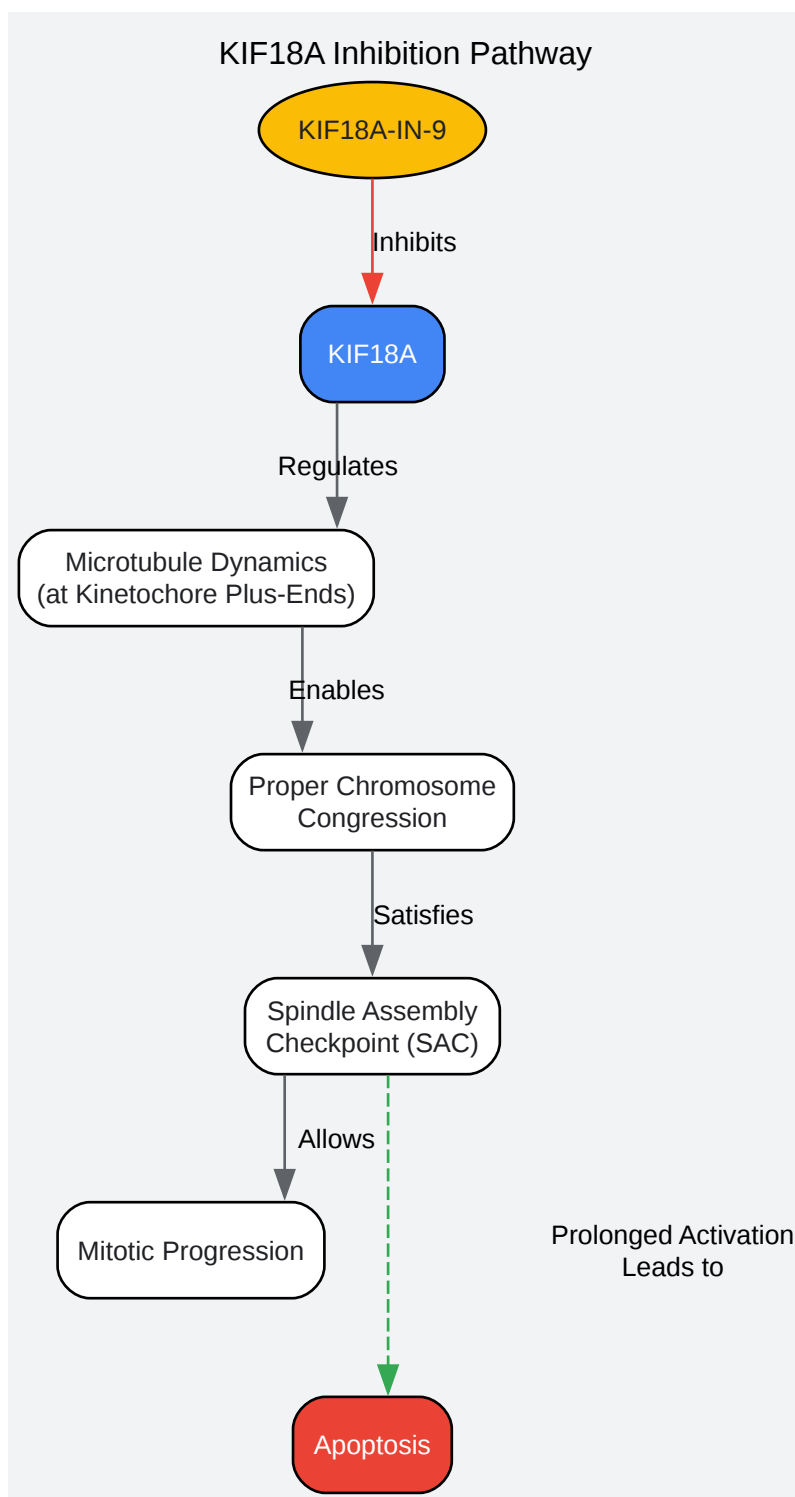 KIF18A Inhibition Pathway
KIF18A-IN-9
Inhibits
KIF18A
Regulates
Microtubule Dynamics
(at Kinetochore Plus-Ends)
Enables
Proper Chromosome
Congression
Satisfies
Spindle Assembly
Checkpoint (SAC)
Allows
Mitotic Progression
Prolonged Activation
Leads to
Apoptosis